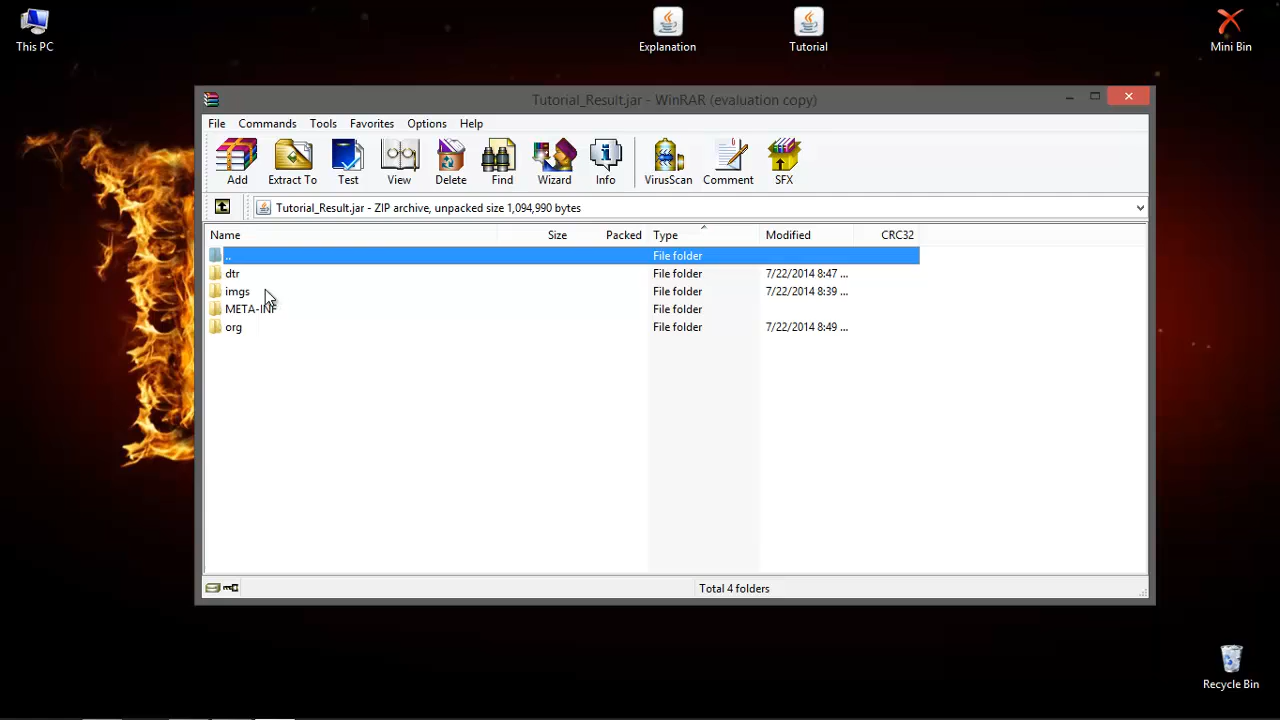 This PC
Explanation
Tutorial
Mini Bin
Tutorial_Result.jar - WinRAR (evaluation copy)
File Commands Tools Favorites Options Help
Add Extract To Test View Delete Find Wizard Info VirusScan Comment SFX
Tutorial_Result.jar - ZIP archive, unpacked size 1,094,990 bytes
Name Size Packed Type Modified CRC32
.. File folder
dtr File folder 7/22/2014 8:47 ...
imgs File folder 7/22/2014 8:39 ...
META-INF File folder
org File folder 7/22/2014 8:49 ...
Total 4 folders
Recycle Bin